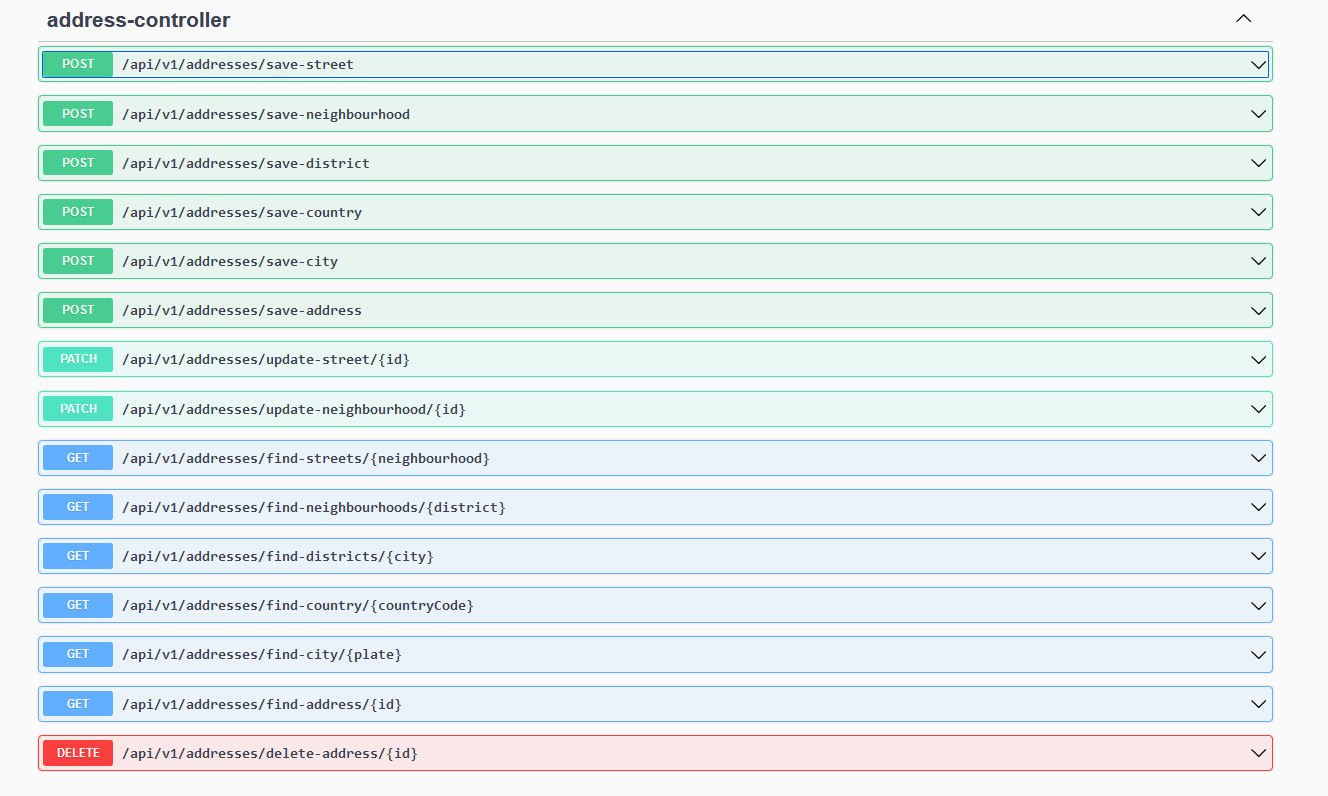 address-controller
POST /api/v1/addresses/save-street
POST /api/v1/addresses/save-neighbourhood
POST /api/v1/addresses/save-district
POST /api/v1/addresses/save-country
POST /api/v1/addresses/save-city
POST /api/v1/addresses/save-address
PATCH /api/v1/addresses/update-street/{id}
PATCH /api/v1/addresses/update-neighbourhood/{id}
GET /api/v1/addresses/find-streets/{neighbourhood}
GET /api/v1/addresses/find-neighbourhoods/{district}
GET /api/v1/addresses/find-districts/{city}
GET /api/v1/addresses/find-country/{countryCode}
GET /api/v1/addresses/find-city/{plate}
GET /api/v1/addresses/find-address/{id}
DELETE /api/v1/addresses/delete-address/{id}